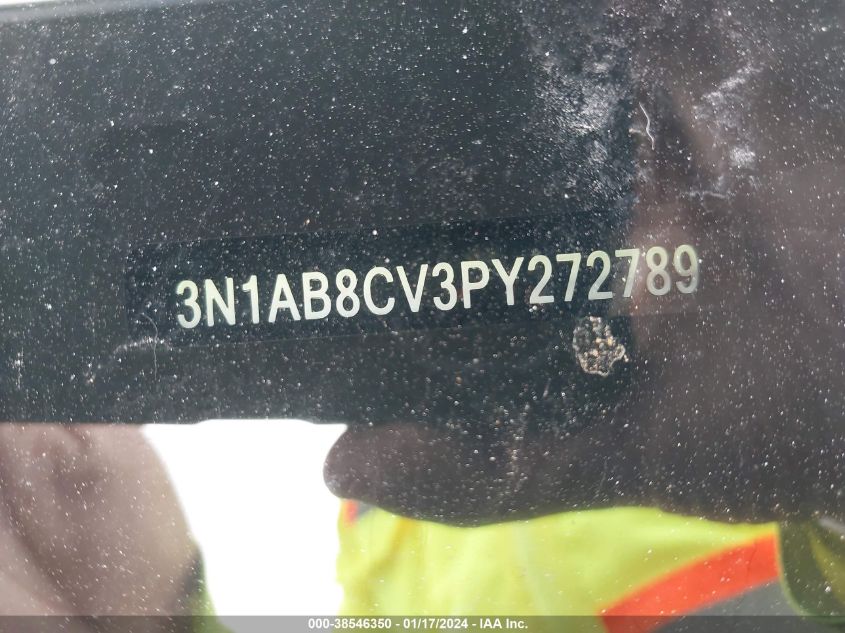 3N1AB8CV3PY272789
000-38546350 - 01/17/2024 - IAA Inc.